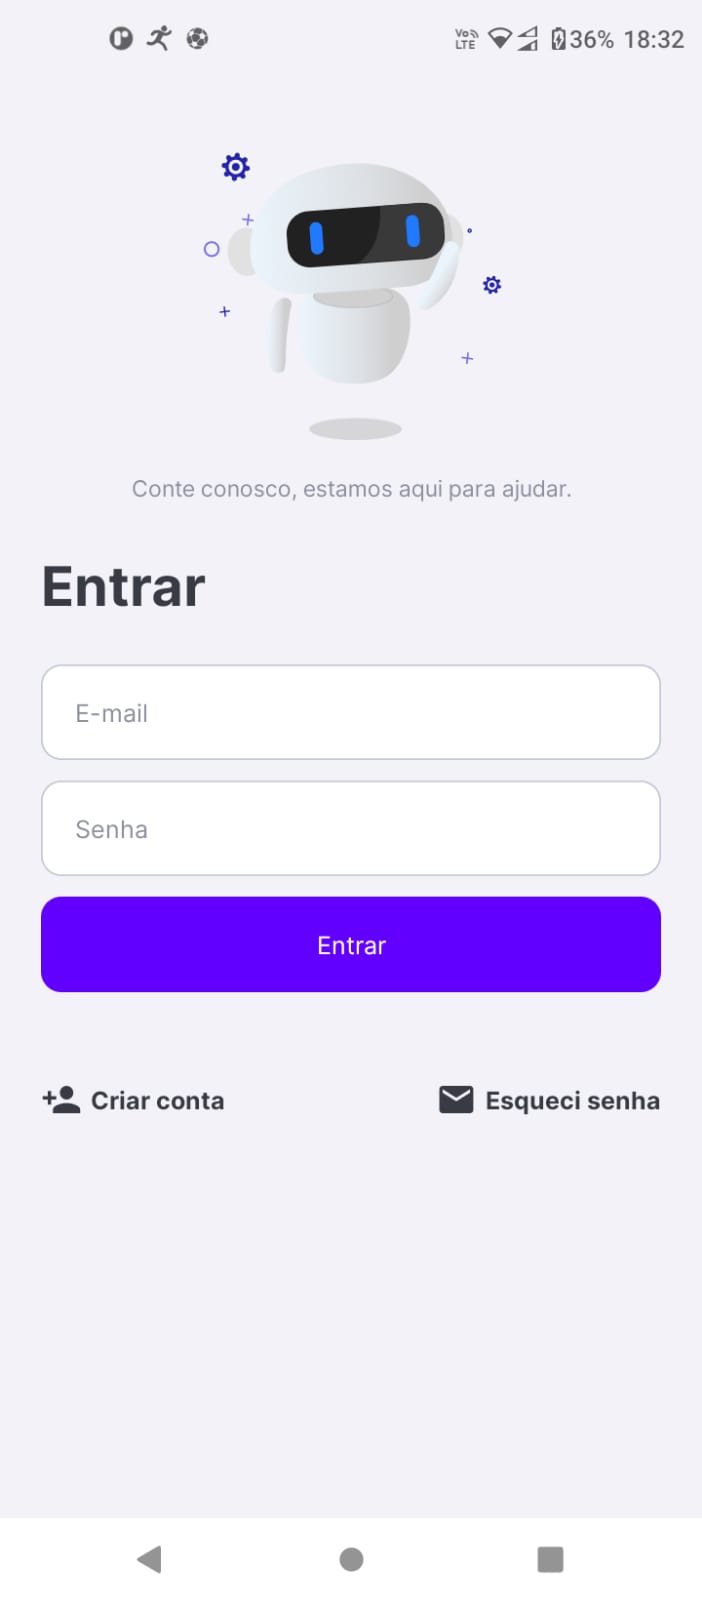 Vo LTE 36% 18:32
Conte conosco, estamos aqui para ajudar.
Entrar
E-mail
Senha
Entrar
Criar conta
Esqueci senha